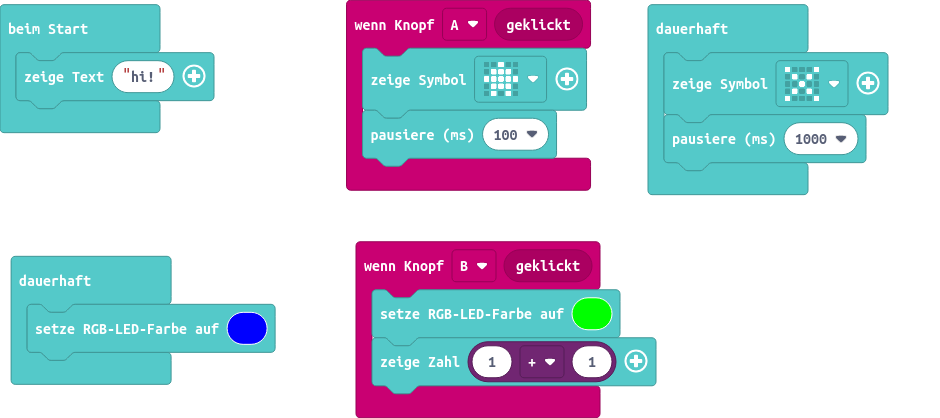 beim Start
zeige Text "hi!"
wenn Knopf A geklickt
zeige Symbol
pausiere (ms) 100
dauerhaft
zeige Symbol
pausiere (ms) 1000
dauerhaft
setze RGB-LED-Farbe auf
wenn Knopf B geklickt
setze RGB-LED-Farbe auf
zeige Zahl 1 + 1